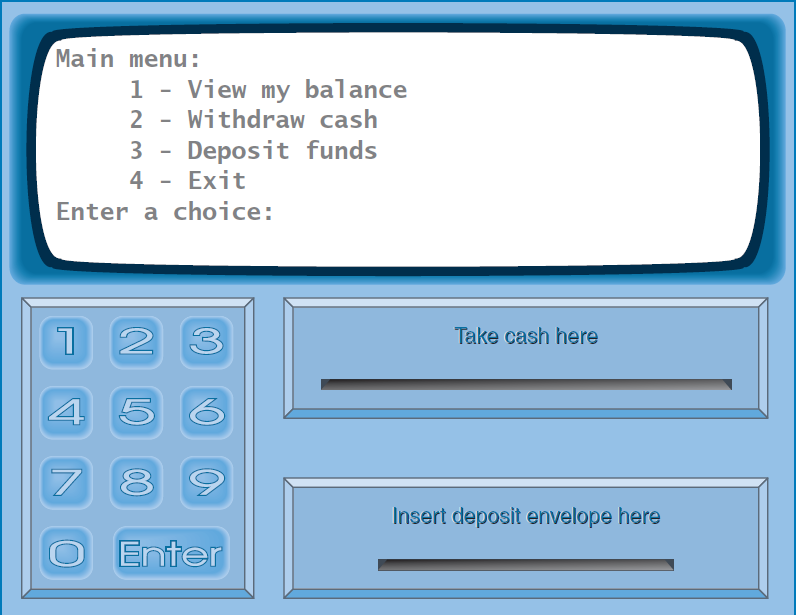 Main menu:
1 - View my balance
2 - Withdraw cash
3 - Deposit funds
4 - Exit
Enter a choice:
1 2 3
4 5 6
7 8 9
0 Enter
Take cash here
Insert deposit envelope here